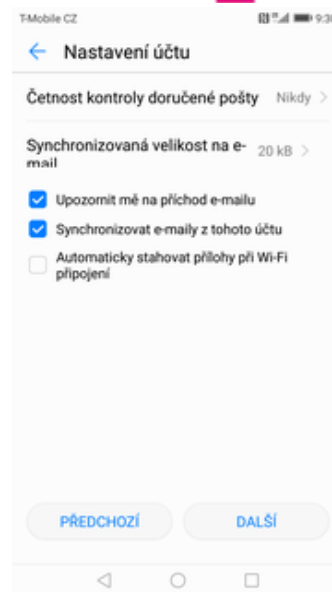 T-Mobile CZ
9:30
Nastavení účtu
Četnost kontroly doručené pošty Nikdy
Synchronizovaná velikost na e- 20 kB
mail
Upozornit mě na příchod e-mailu
Synchronizovat e-maily z tohoto účtu
Automaticky stahovat přílohy při Wi-Fi
připojení
PŘEDCHOZÍ DALŠÍ